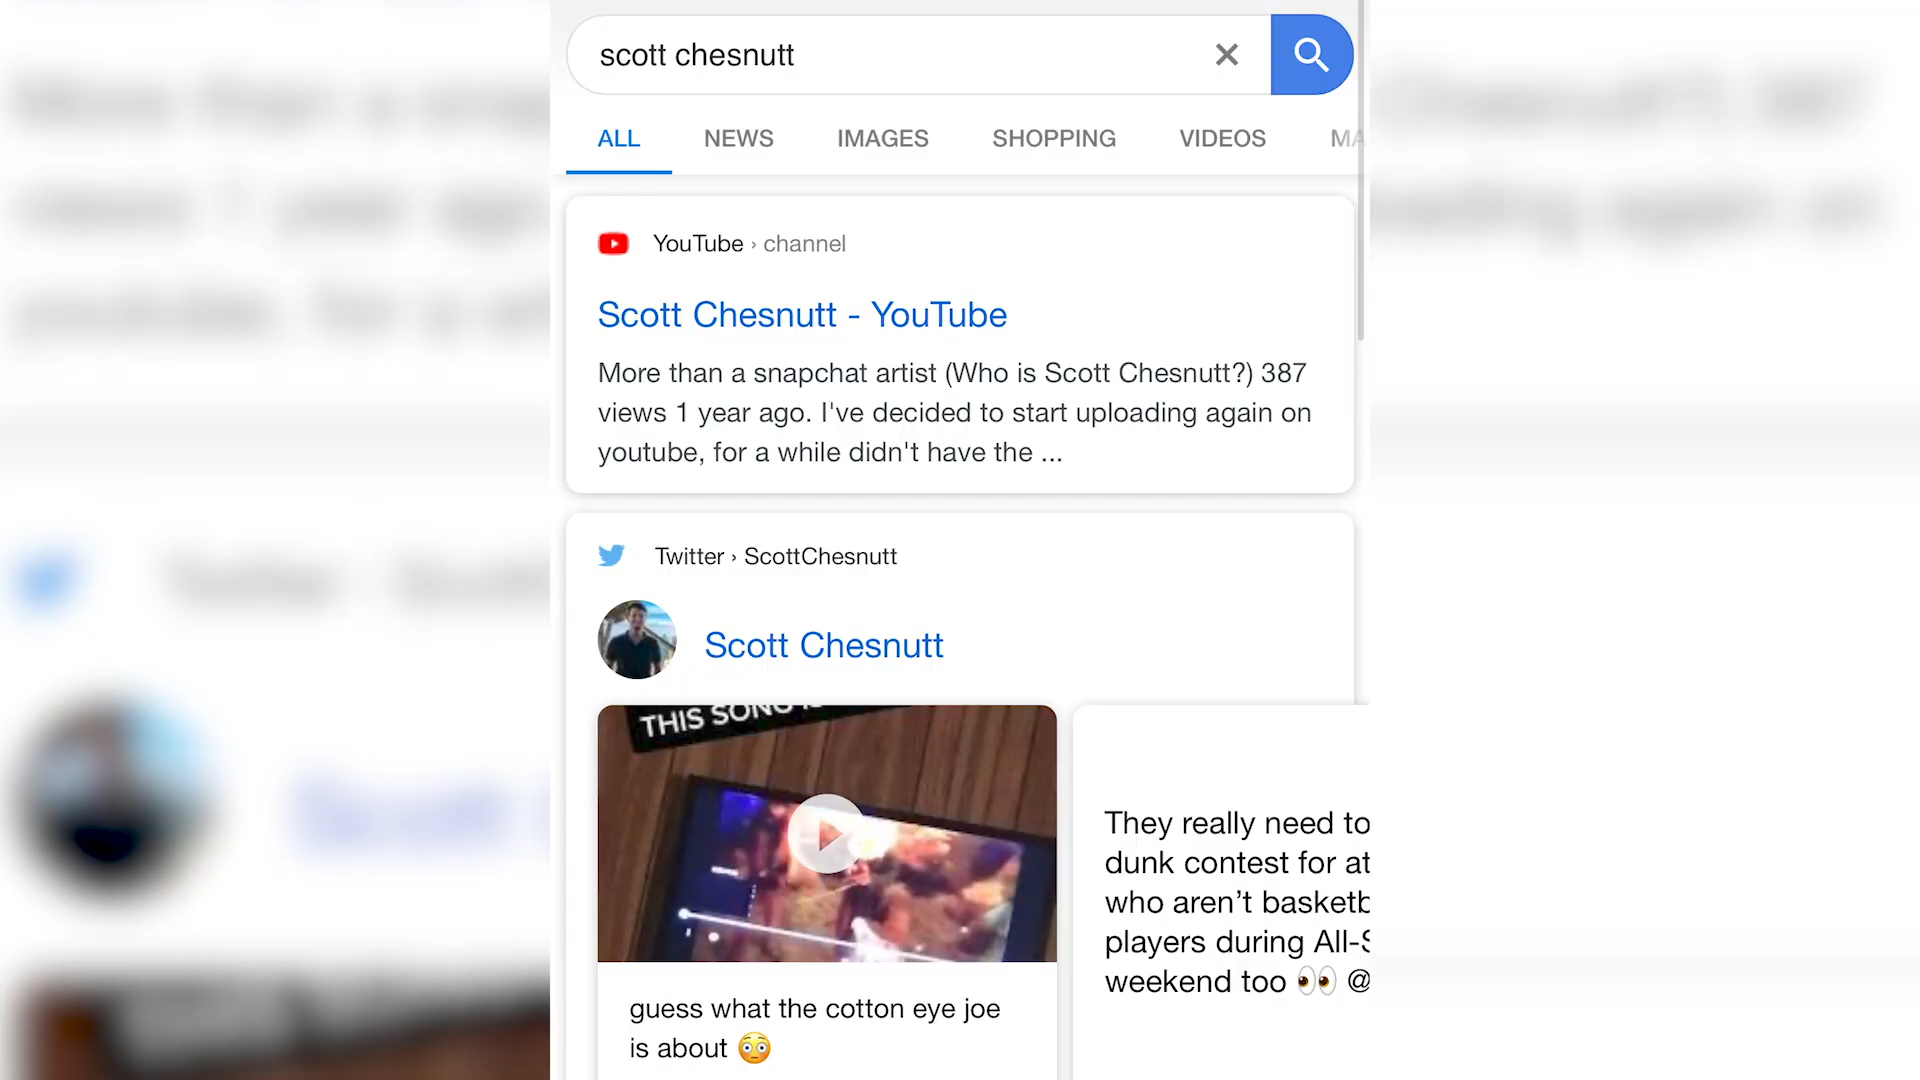 scott chesnutt
ALL NEWS IMAGES SHOPPING VIDEOS MA
YouTube › channel
Scott Chesnutt - YouTube
More than a snapchat artist (Who is Scott Chesnutt?) 387
views 1 year ago. I've decided to start uploading again on
youtube, for a while didn't have the ...
Twitter › ScottChesnutt
Scott Chesnutt
THIS SONG
guess what the cotton eye joe
is about 😳
They really need to
dunk contest for at
who aren’t basketb
players during All-S
weekend too 👀 @